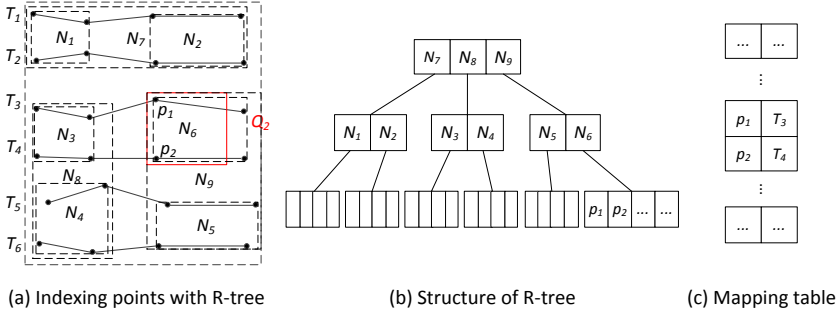 T1
N1
N7
N2
T2
T3
p1
Q2
N3
N6
T4
p2
N8
N9
T5
N4
N5
T6
(a) Indexing points with R-tree
N7 N8 N9
N1 N2 N3 N4 N5 N6
p1 p2 ... ...
(b) Structure of R-tree
... ...
⋮
p1 T3
p2 T4
⋮
... ...
(c) Mapping table